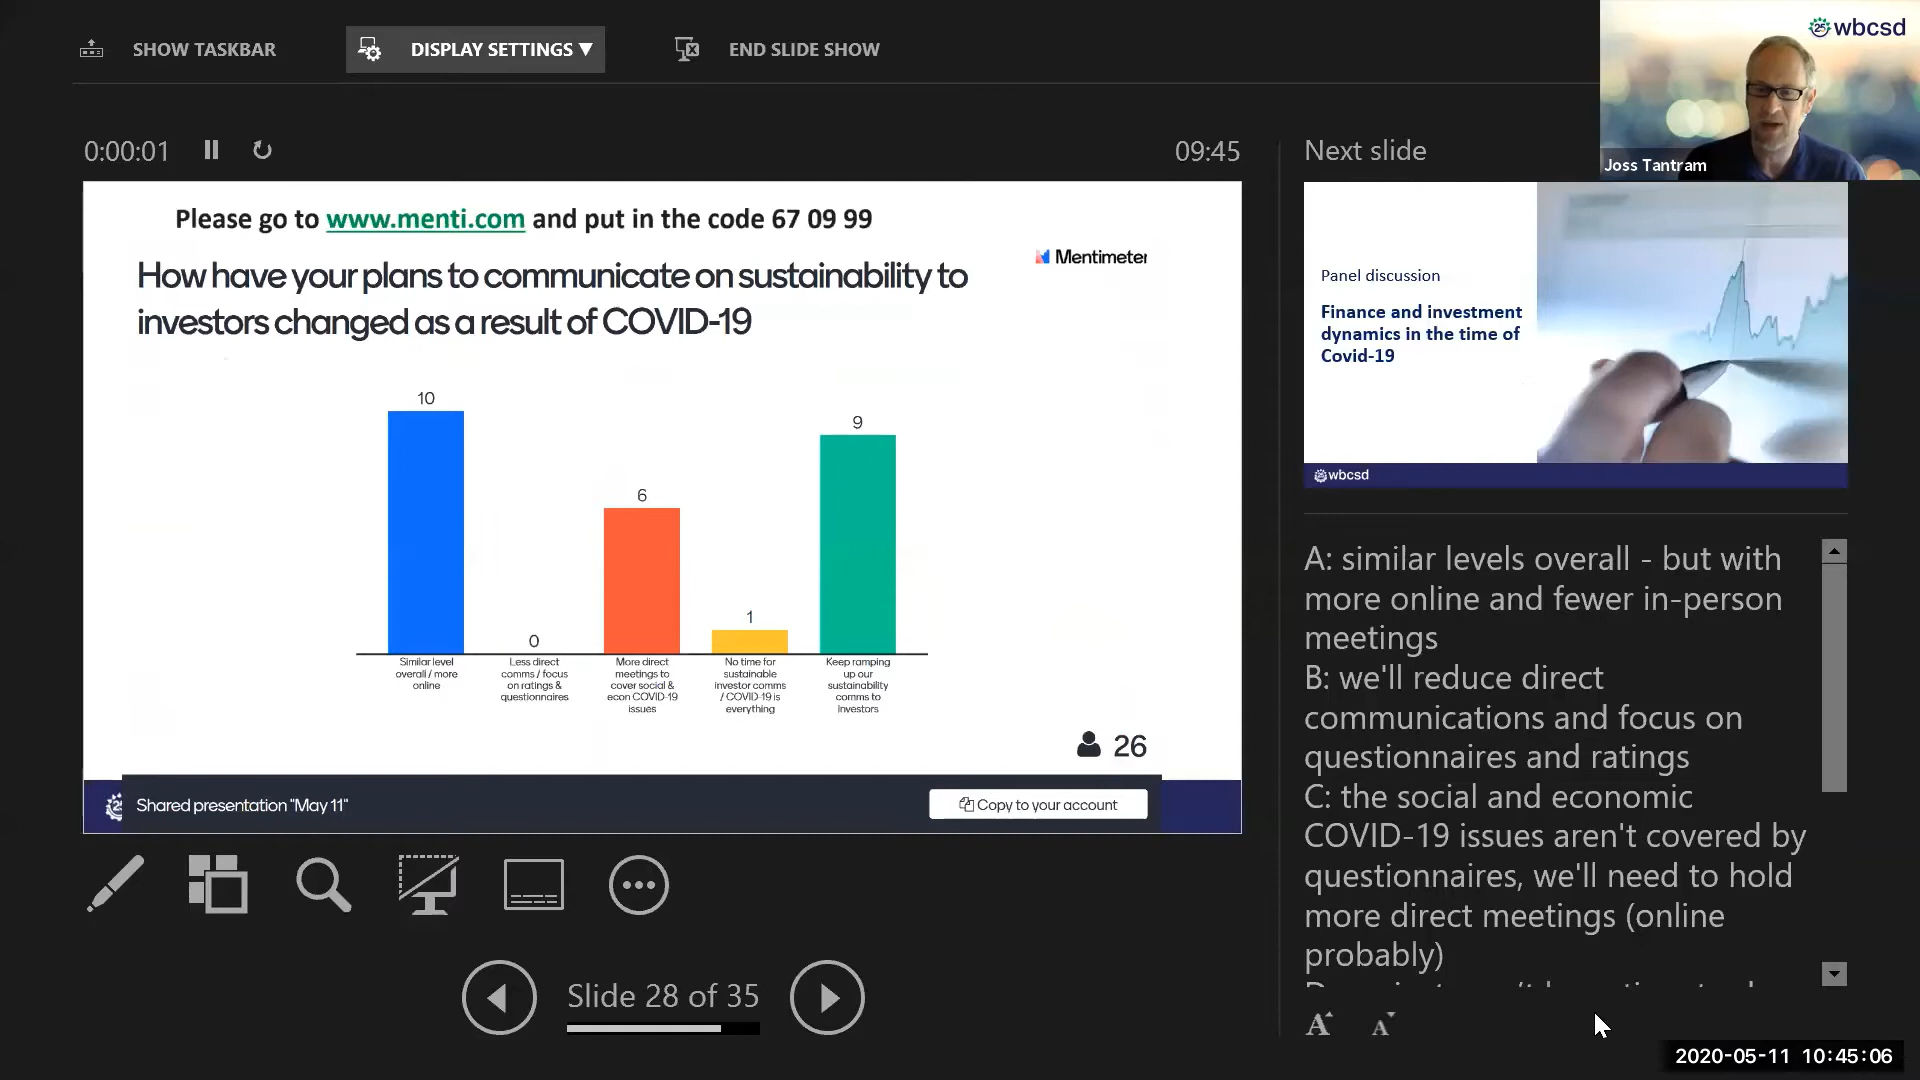 SHOW TASKBAR
DISPLAY SETTINGS ▼
END SLIDE SHOW
wbcsd
Joss Tantram
0:00:01
09:45
Next slide
Please go to www.menti.com and put in the code 67 09 99
Mentimeter
How have your plans to communicate on sustainability to
investors changed as a result of COVID-19
10
0
6
1
9
Similar level
overall / more
online
Less direct
comms / focus
on ratings &
questionnaires
More direct
meetings to
cover social &
econ COVID-19
issues
No time for
sustainable
investor comms
/ COVID-19 is
everything
Keep ramping
up our
sustainability
comms to
investors
26
25
Shared presentation "May 11"
Copy to your account
Slide 28 of 35
Panel discussion
Finance and investment
dynamics in the time of
Covid-19
wbcsd
A: similar levels overall - but with
more online and fewer in-person
meetings
B: we'll reduce direct
communications and focus on
questionnaires and ratings
C: the social and economic
COVID-19 issues aren't covered by
questionnaires, we'll need to hold
more direct meetings (online
probably)
A A
2020-05-11 10:45:06